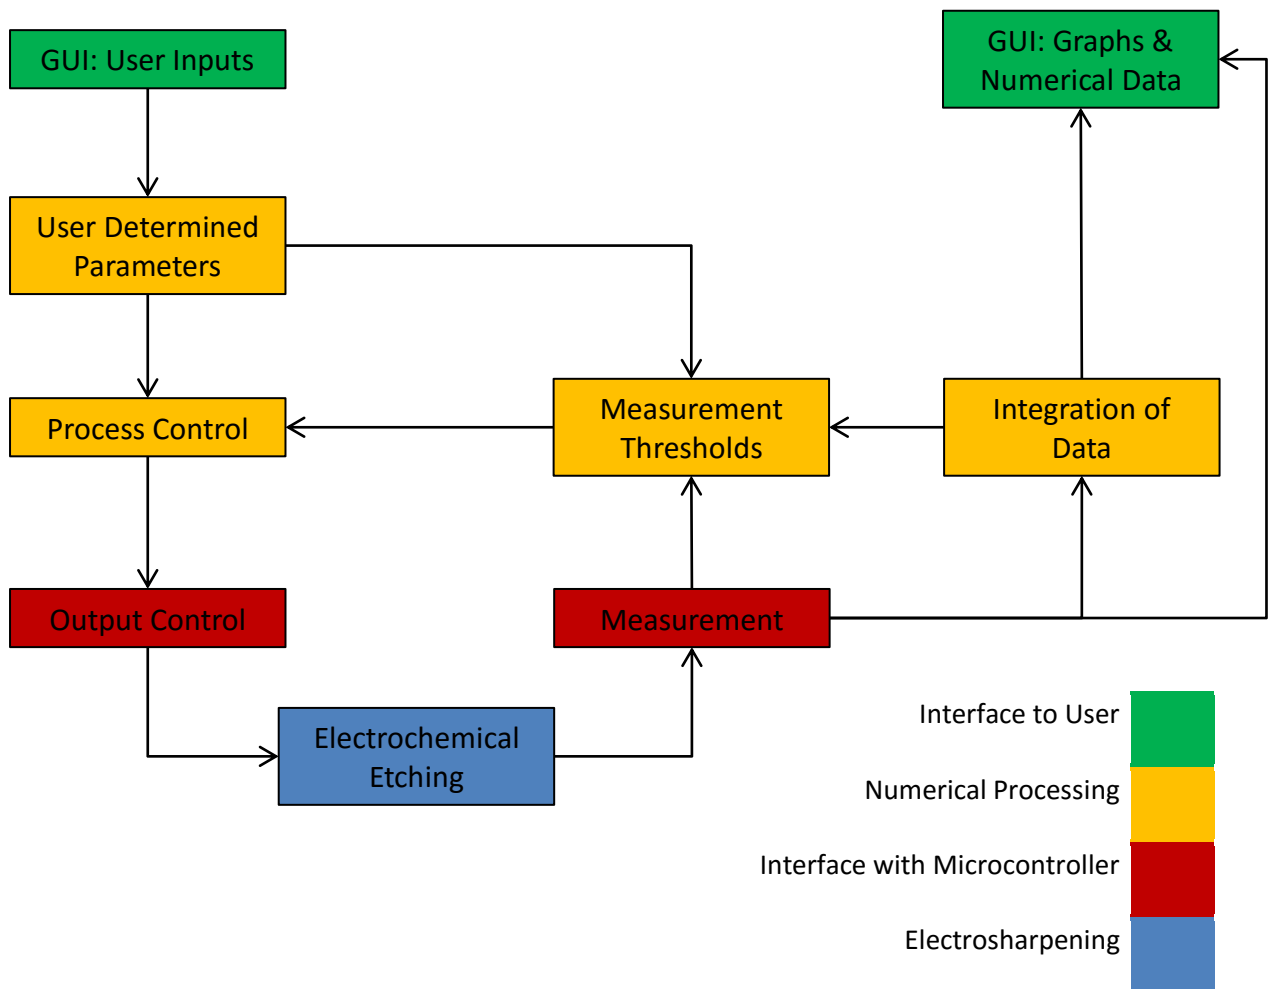 GUI: User Inputs
GUI: Graphs &
Numerical Data
User Determined
Parameters
Process Control
Measurement
Thresholds
Integration of
Data
Output Control
Measurement
Electrochemical
Etching
Interface to User
Numerical Processing
Interface with Microcontroller
Electrosharpening